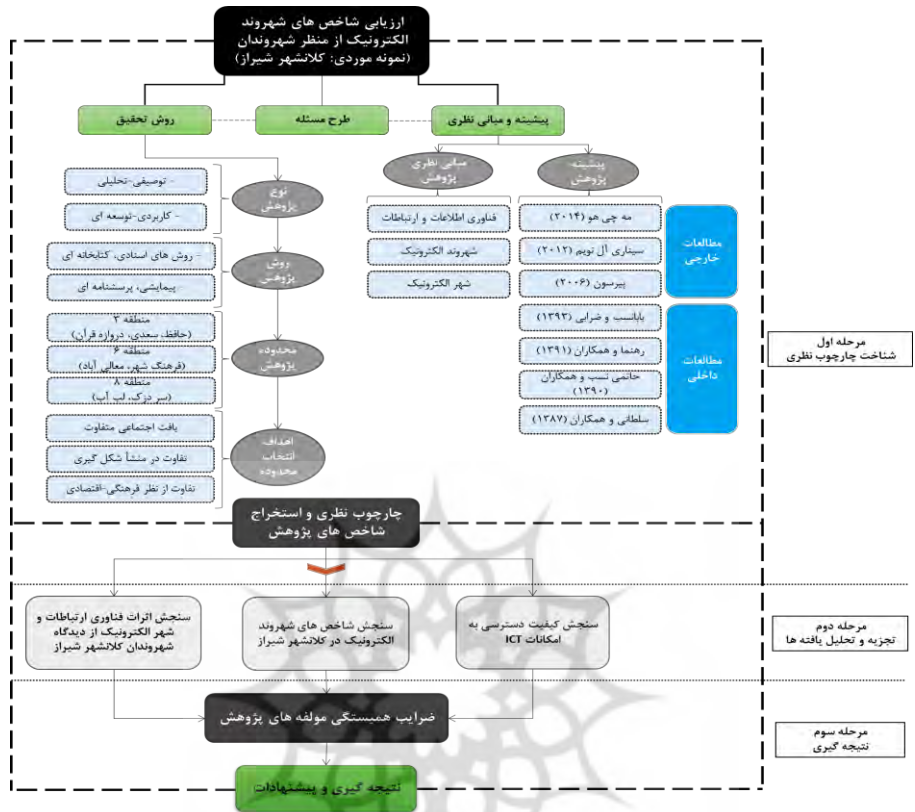 ارزیابی شاخص های شهروند
الکترونیک از منظر شهروندان
(نمونه موردی: کلانشهر شیراز)
پیشینه و مبانی نظری
طرح مسئله
روش تحقیق
پیشینه
پژوهش
مبانی نظری
پژوهش
مطالعات
خارجی
مه چی هو (۲۰۱۴)
سیتاری آل تویم (۲۰۱۲)
پیرسون (۲۰۰۶)
مطالعات
داخلی
بابانسب و ضرابی (۱۳۹۳)
رهنما و همکاران (۱۳۹۱)
حاتمی نسب و همکاران
(۱۳۹۰)
سلطانی و همکاران (۱۳۸۷)
فناوری اطلاعات و ارتباطات
شهروند الکترونیک
شهر الکترونیک
نوع
پژوهش
- توصیفی-تحلیلی
- کاربردی-توسعه ای
روش
پژوهش
- روش های اسنادی، کتابخانه ای
- پیمایشی، پرسشنامه ای
محدوده
پژوهش
منطقه ۳
(حافظ، سعدی، دروازه قرآن)
منطقه ۶
(فرهنگ شهر، معالی آباد)
منطقه ۸
(سر دزک، لب آب)
اهداف
انتخاب
محدوده
بافت اجتماعی متفاوت
تفاوت در منشأ شکل گیری
تفاوت از نظر فرهنگی-اقتصادی
مرحله اول
شناخت چارچوب نظری
چارچوب نظری و استخراج
شاخص های پژوهش
سنجش کیفیت دسترسی به
امکانات ICT
سنجش شاخص های شهروند
الکترونیک در کلانشهر شیراز
سنجش اثرات فناوری ارتباطات و
شهر الکترونیک از دیدگاه
شهروندان کلانشهر شیراز
مرحله دوم
تجزیه و تحلیل یافته ها
ضرایب همبستگی مولفه های پژوهش
مرحله سوم
نتیجه گیری
نتیجه گیری و پیشنهادات